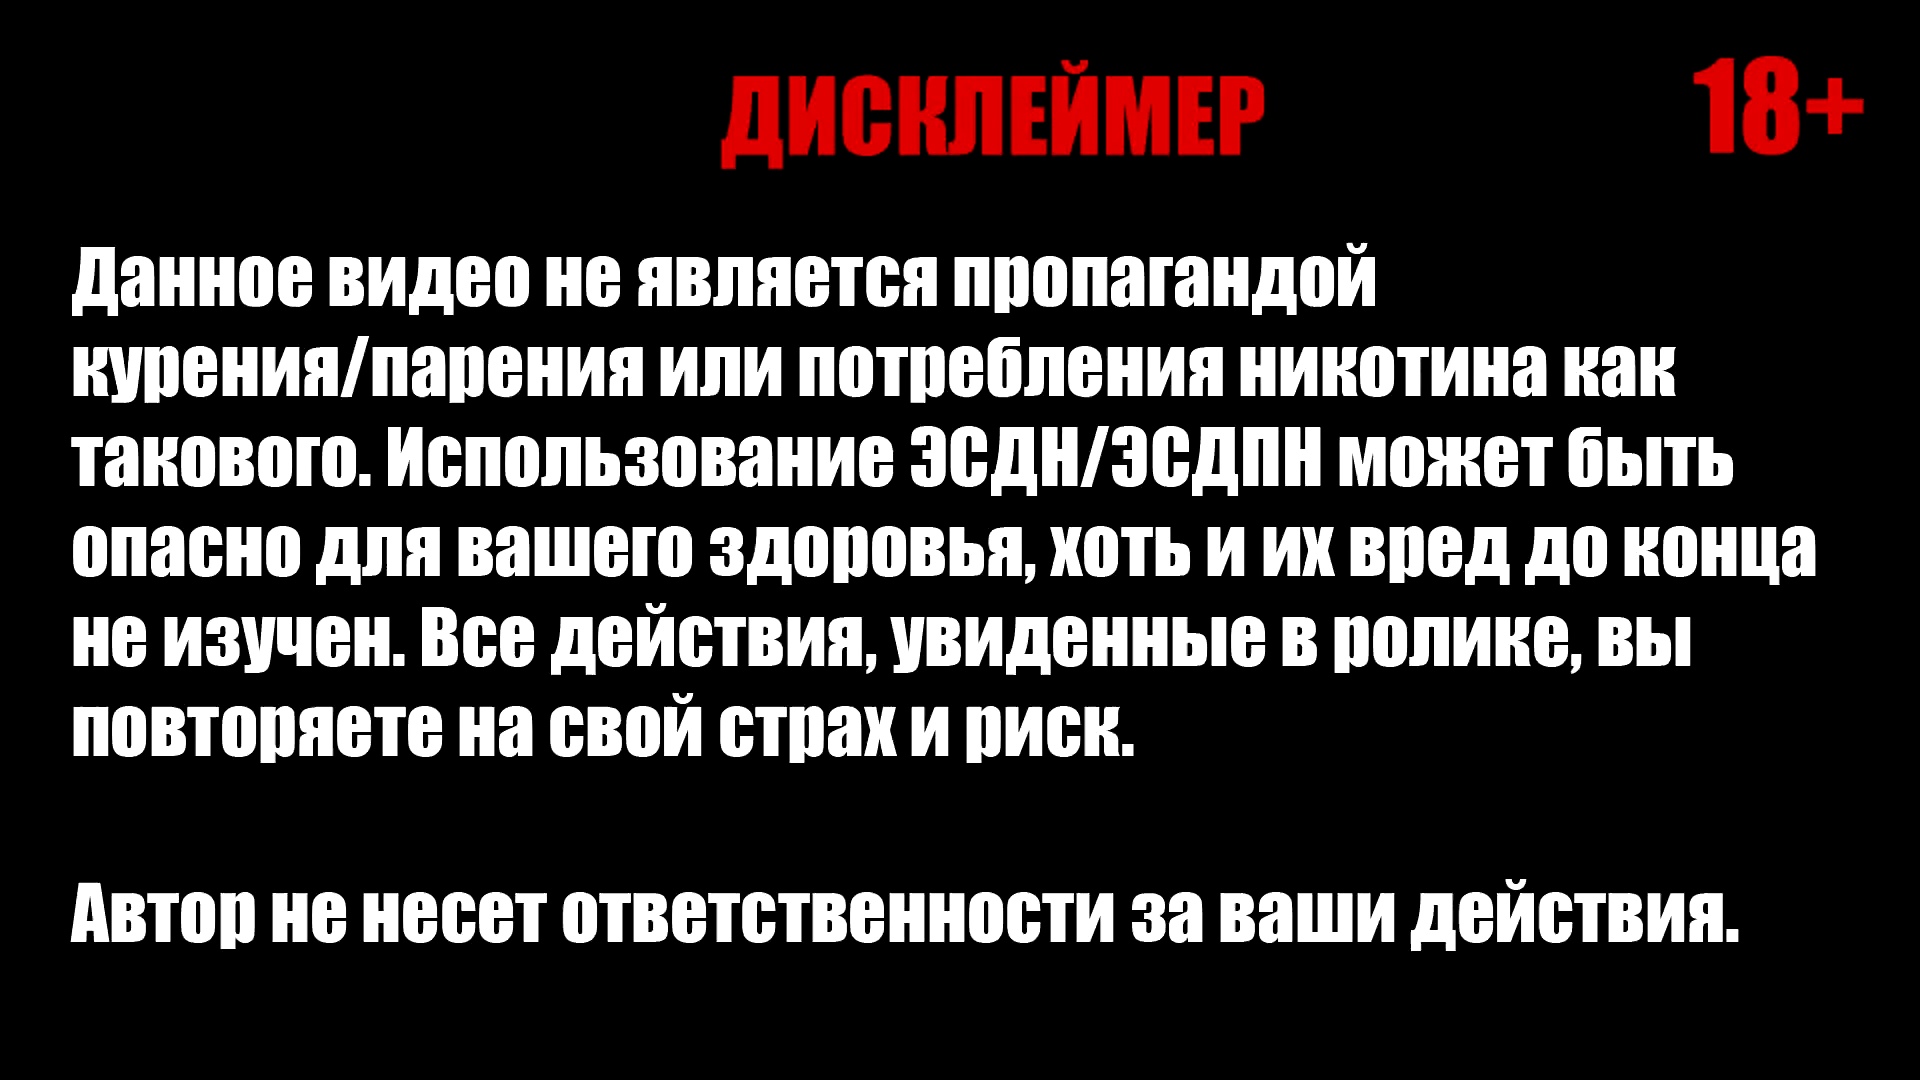 ДИСКЛЕЙМЕР
18+
Данное видео не является пропагандой
курения/парения или потребления никотина как
такового. Использование ЭСДН/ЭСДПН может быть
опасно для вашего здоровья, хоть и их вред до конца
не изучен. Все действия, увиденные в ролике, вы
повторяете на свой страх и риск.
Автор не несет ответственности за ваши действия.